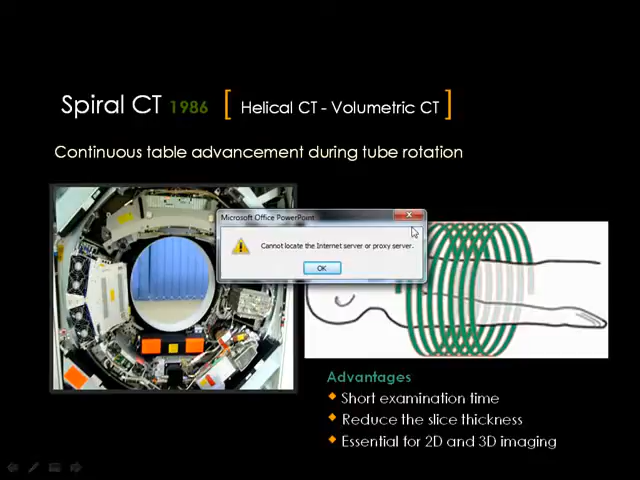 Spiral CT 1986 [ Helical CT - Volumetric CT ]
Continuous table advancement during tube rotation
Microsoft Office PowerPoint
Cannot locate the Internet server or proxy server.
OK
Advantages
Short examination time
Reduce the slice thickness
Essential for 2D and 3D imaging